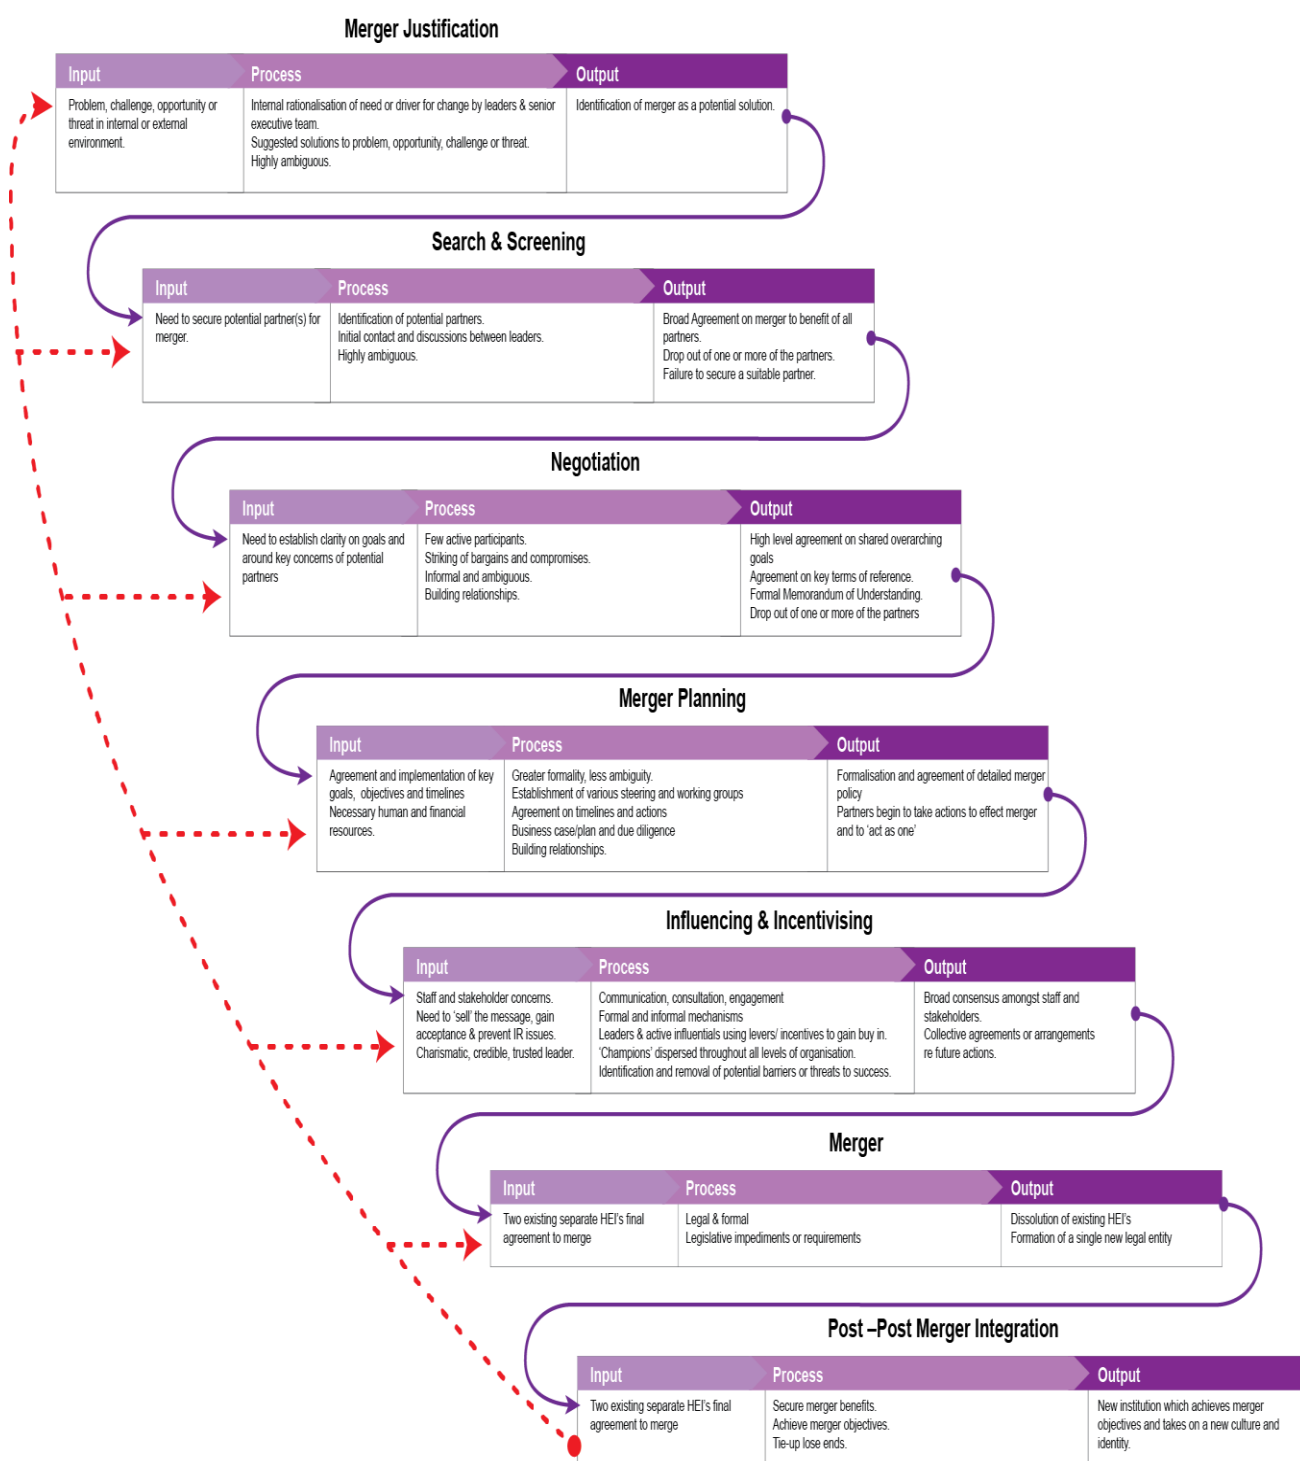 Merger Justification
Input
Process
Output
Problem, challenge, opportunity or
threat in internal or external
environment.
Internal rationalisation of need or driver for change by leaders & senior
executive team.
Suggested solutions to problem, opportunity, challenge or threat.
Highly ambiguous.
Identification of merger as a potential solution.
Search & Screening
Input
Process
Output
Need to secure potential partner(s) for
merger.
Identification of potential partners.
Initial contact and discussions between leaders.
Highly ambiguous.
Broad Agreement on merger to benefit of all
partners.
Drop out of one or more of the partners.
Failure to secure a suitable partner.
Negotiation
Input
Process
Output
Need to establish clarity on goals and
around key concerns of potential
partners
Few active participants.
Striking of bargains and compromises.
Informal and ambiguous.
Building relationships.
High level agreement on shared overarching
goals
Agreement on key terms of reference.
Formal Memorandum of Understanding.
Drop out of one or more of the partners
Merger Planning
Input
Process
Output
Agreement and implementation of key
goals, objectives and timelines
Necessary human and financial
resources.
Greater formality, less ambiguity.
Establishment of various steering and working groups
Agreement on timelines and actions
Business case/plan and due diligence
Building relationships.
Formalisation and agreement of detailed merger
policy
Partners begin to take actions to effect merger
and to ‘act as one’
Influencing & Incentivising
Input
Process
Output
Staff and stakeholder concerns.
Need to ‘sell’ the message, gain
acceptance & prevent IR issues.
Charismatic, credible, trusted leader.
Communication, consultation, engagement
Formal and informal mechanisms
Leaders & active influentials using levers/ incentives to gain buy in.
‘Champions’ dispersed throughout all levels of organisation.
Identification and removal of potential barriers or threats to success.
Broad consensus amongst staff and
stakeholders.
Collective agreements or arrangements
re future actions.
Merger
Input
Process
Output
Two existing separate HEI's final
agreement to merge
Legal & formal
Legislative impediments or requirements
Dissolution of existing HEI's
Formation of a single new legal entity
Post –Post Merger Integration
Input
Process
Output
Two existing separate HEI's final
agreement to merge
Secure merger benefits.
Achieve merger objectives.
Tie-up lose ends.
New institution which achieves merger
objectives and takes on a new culture and
identity.